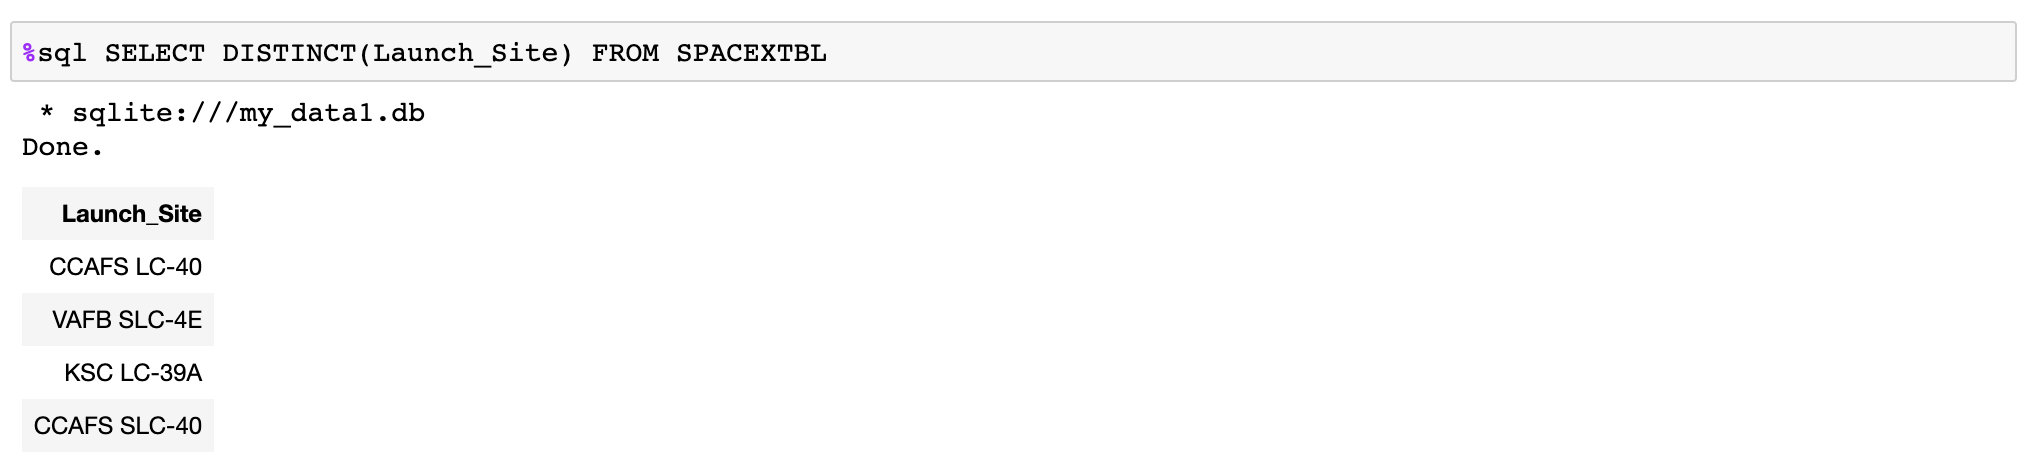 %sql SELECT DISTINCT(Launch_Site) FROM SPACEXTBL
* sqlite:///my_data1.db
Done.
Launch_Site
CCAFS LC-40
VAFB SLC-4E
KSC LC-39A
CCAFS SLC-40